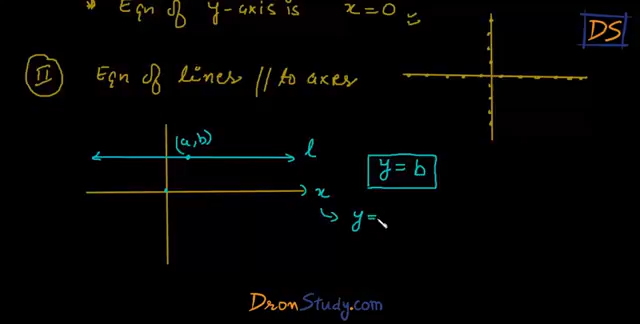 * Eqn of y-axis is x=0
DS
II Eqn of lines // to axes
(a,b)
l
y = b
x
↳ y=
DronStudy.com